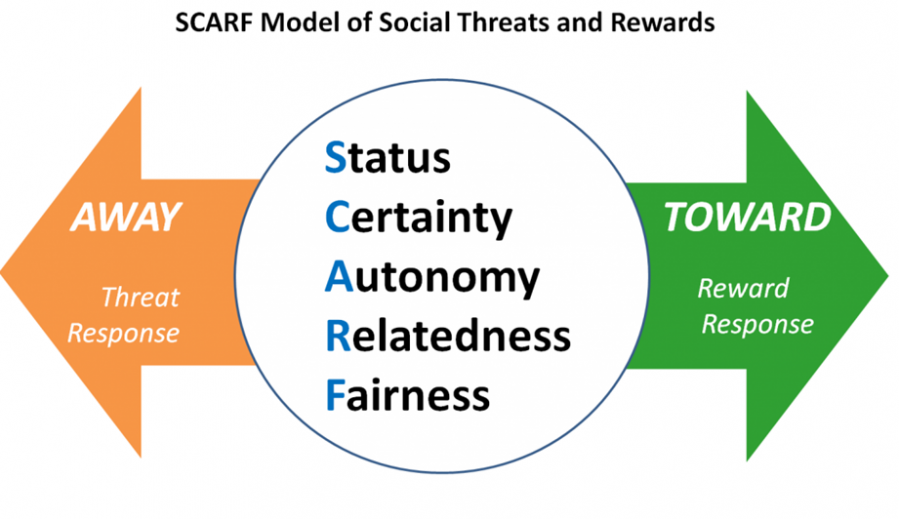 SCARF Model of Social Threats and Rewards
AWAY
Threat
Response
Status
Certainty
Autonomy
Relatedness
Fairness
TOWARD
Reward
Response